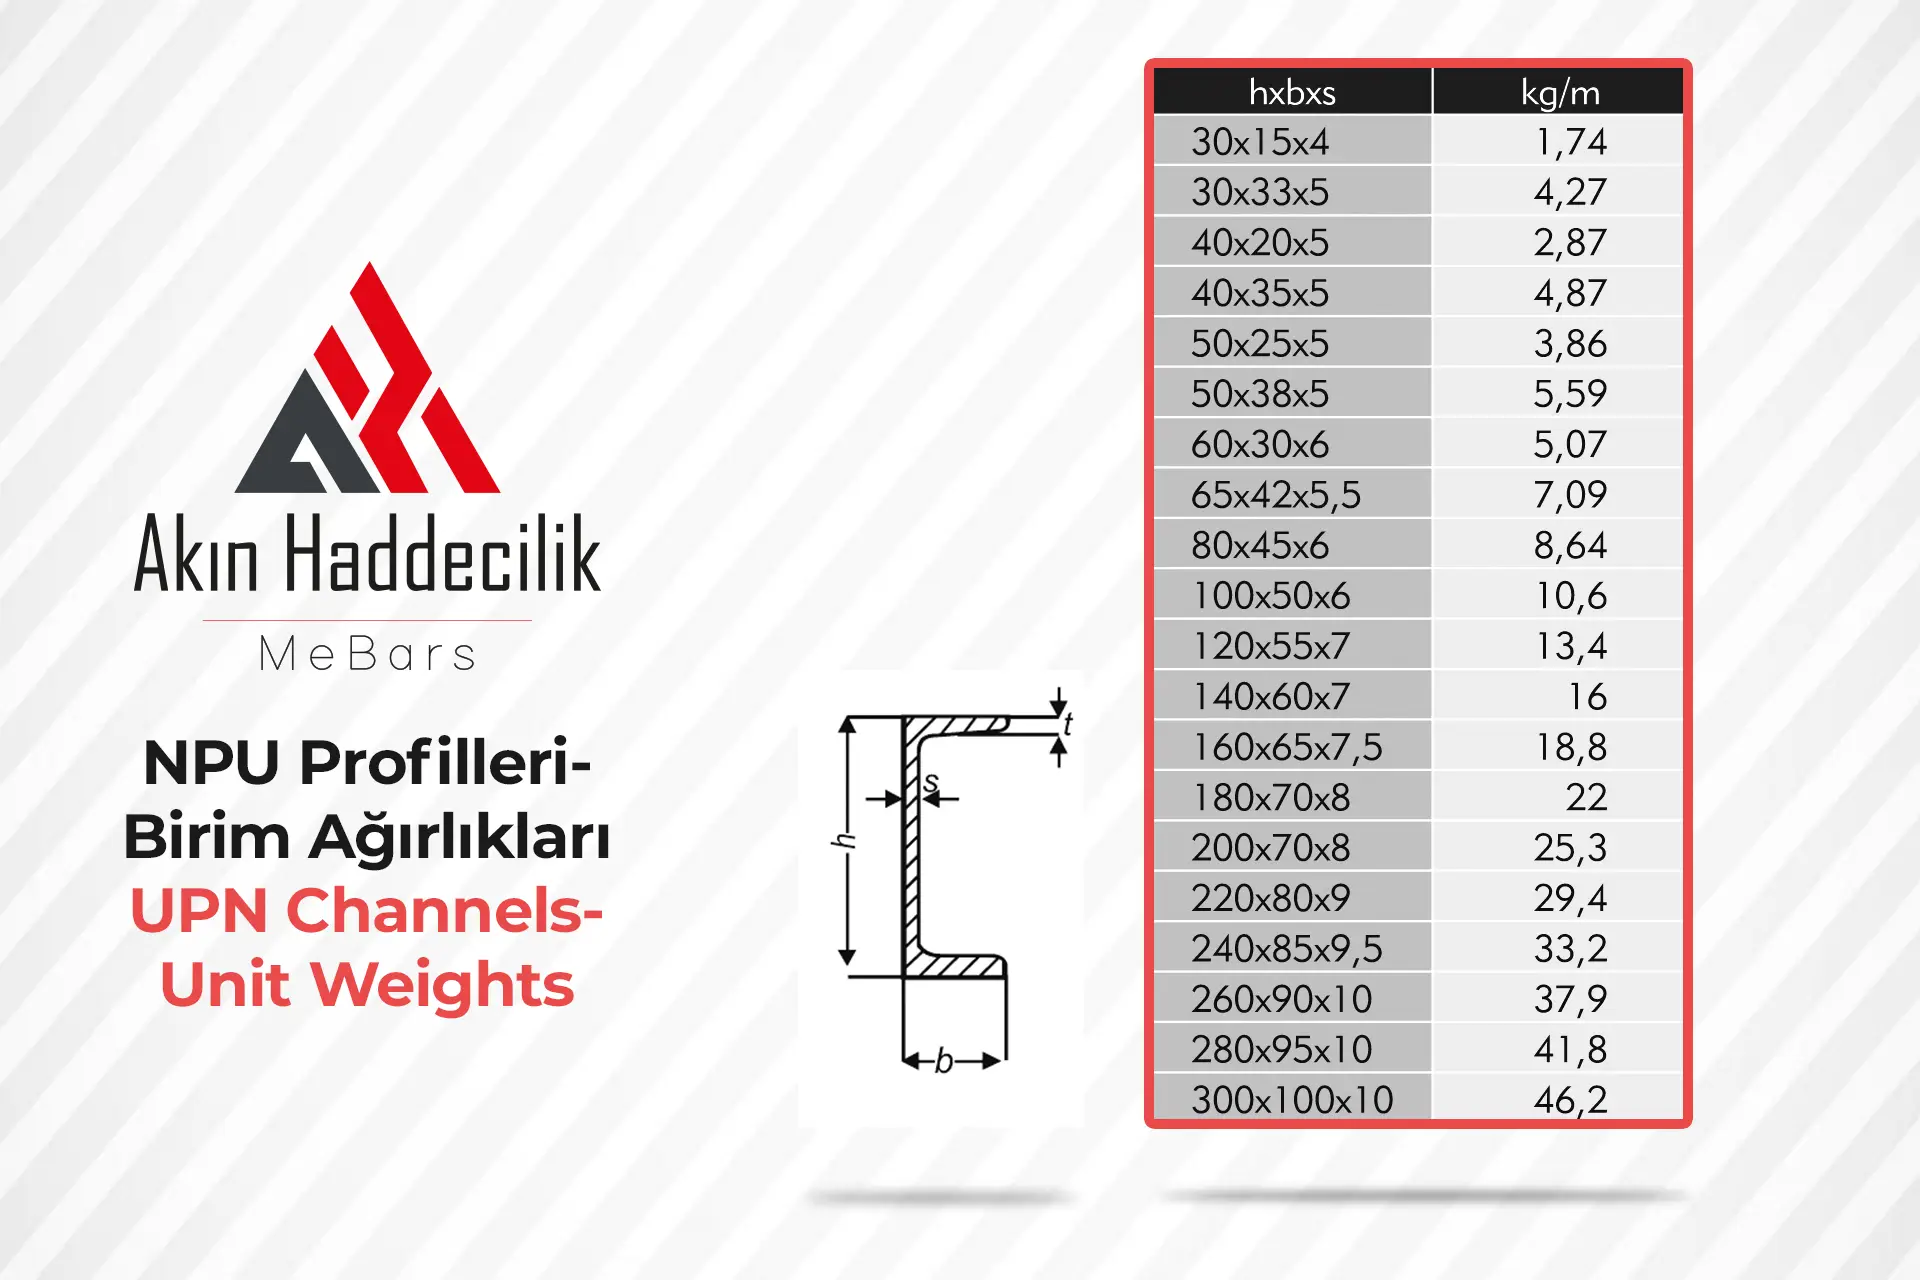 Akın Haddecilik
MeBars
NPU Profilleri-
Birim Ağırlıkları
UPN Channels-
Unit Weights
h
s
t
b
hxbxs kg/m
30x15x4 1,74
30x33x5 4,27
40x20x5 2,87
40x35x5 4,87
50x25x5 3,86
50x38x5 5,59
60x30x6 5,07
65x42x5,5 7,09
80x45x6 8,64
100x50x6 10,6
120x55x7 13,4
140x60x7 16
160x65x7,5 18,8
180x70x8 22
200x70x8 25,3
220x80x9 29,4
240x85x9,5 33,2
260x90x10 37,9
280x95x10 41,8
300x100x10 46,2